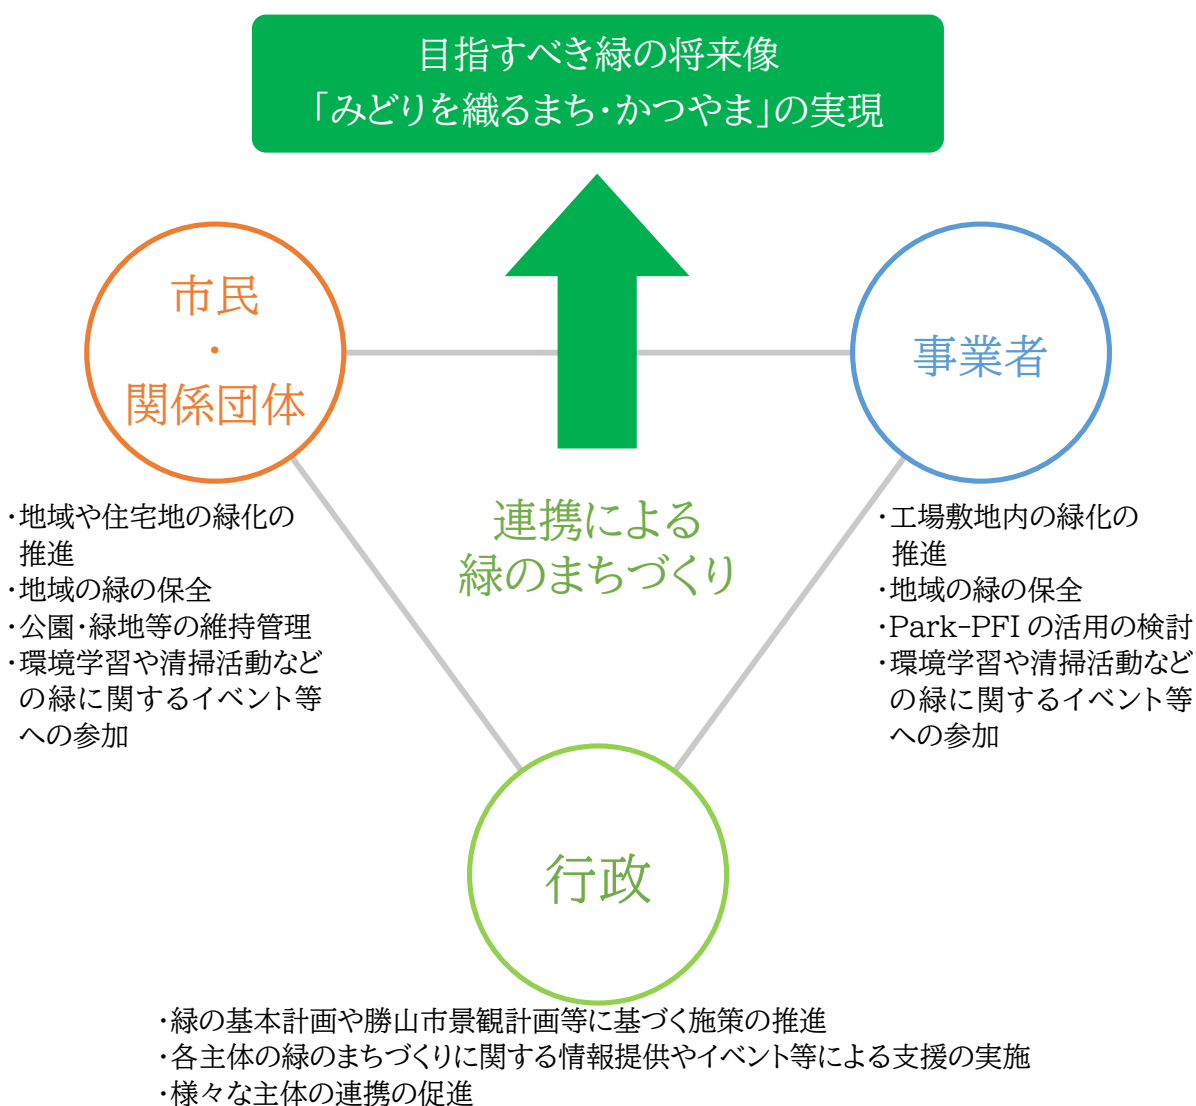 目指すべき緑の将来像
「みどりを織るまち・かつやま」の実現
市民
・
関係団体
事業者
・地域や住宅地の緑化の
推進
・地域の緑の保全
・公園・緑地等の維持管理
・環境学習や清掃活動など
の緑に関するイベント等
への参加
連携による
緑のまちづくり
・工場敷地内の緑化の
推進
・地域の緑の保全
・Park-PFIの活用の検討
・環境学習や清掃活動など
の緑に関するイベント等
への参加
行政
・緑の基本計画や勝山市景観計画等に基づく施策の推進
・各主体の緑のまちづくりに関する情報提供やイベント等による支援の実施
・様々な主体の連携の促進